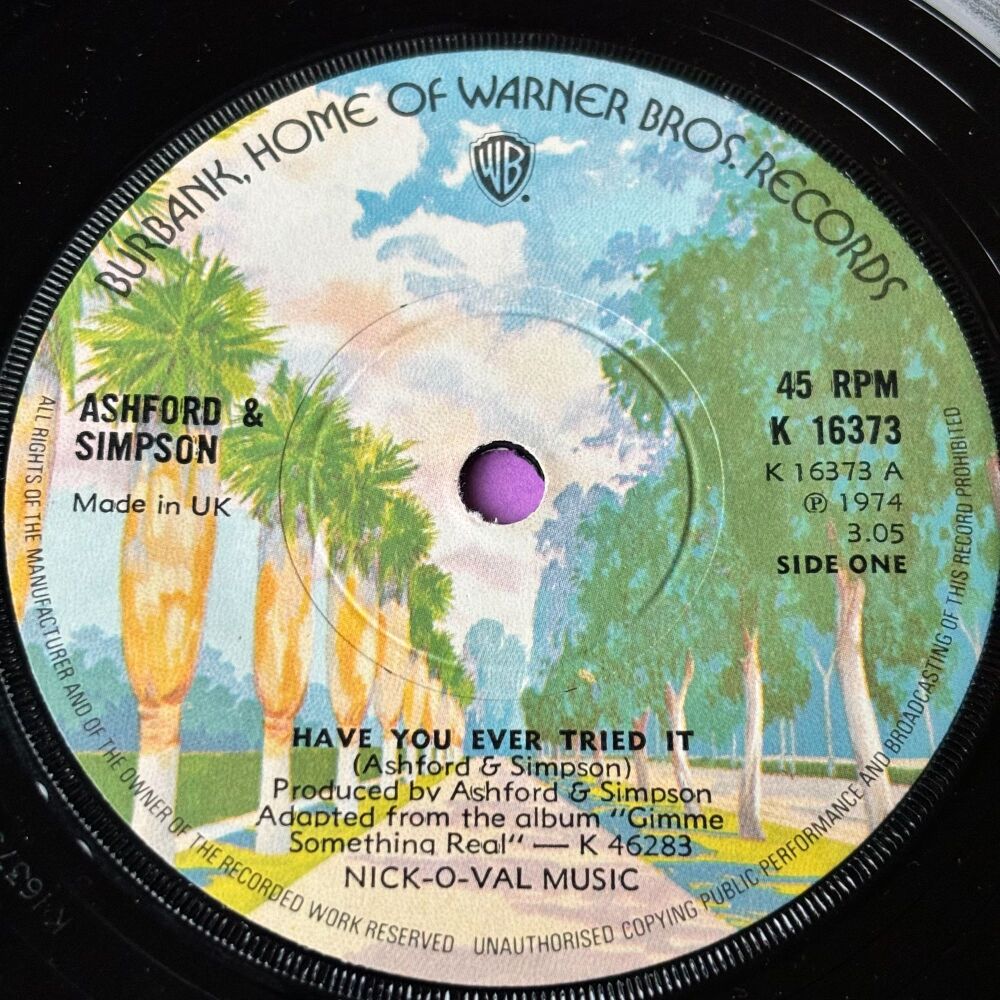 BURBANK, HOME OF WARNER BROS. RECORDS
WB
ASHFORD &
SIMPSON
Made in UK
45 RPM
K 16373
K 16373 A
℗ 1974
3.05
SIDE ONE
HAVE YOU EVER TRIED IT
(Ashford & Simpson)
Produced by Ashford & Simpson
Adapted from the album "Gimme
Something Real" — K 46283
NICK-O-VAL MUSIC
ALL RIGHTS OF THE MANUFACTURER AND OF THE OWNER OF THE RECORDED WORK RESERVED UNAUTHORISED COPYING PUBLIC PERFORMANCE AND BROADCASTING OF THIS RECORD PROHIBITED